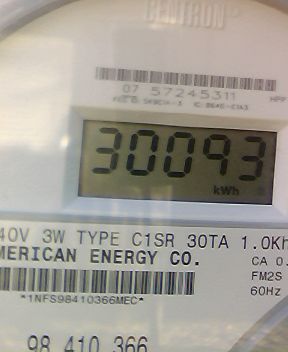 CENTRON®
07 57245311
30093
kWh
40V 3W TYPE C1SR 30TA 1.0Kh
MERICAN ENERGY CO.
CA 0.
FM2S
*1NFS98410366MEC*
60Hz
98 410 366